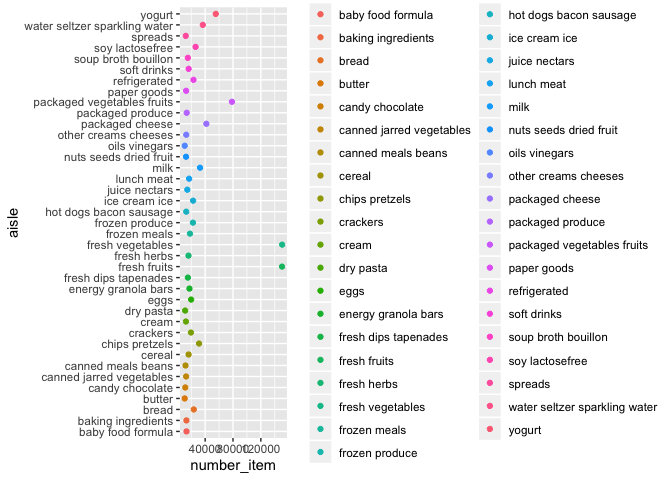 yogurt
water seltzer sparkling water
spreads
soy lactosefree
soup broth bouillon
soft drinks
refrigerated
paper goods
packaged vegetables fruits
packaged produce
packaged cheese
other creams cheeses
oils vinegars
nuts seeds dried fruit
milk
lunch meat
juice nectars
ice cream ice
hot dogs bacon sausage
frozen produce
frozen meals
fresh vegetables
fresh herbs
fresh fruits
fresh dips tapenades
energy granola bars
eggs
dry pasta
cream
crackers
chips pretzels
cereal
canned meals beans
canned jarred vegetables
candy chocolate
butter
bread
baking ingredients
baby food formula
aisle
40000 80000 120000
number_item
baby food formula
baking ingredients
bread
butter
candy chocolate
canned jarred vegetables
canned meals beans
cereal
chips pretzels
crackers
cream
dry pasta
eggs
energy granola bars
fresh dips tapenades
fresh fruits
fresh herbs
fresh vegetables
frozen meals
frozen produce
hot dogs bacon sausage
ice cream ice
juice nectars
lunch meat
milk
nuts seeds dried fruit
oils vinegars
other creams cheeses
packaged cheese
packaged produce
packaged vegetables fruits
paper goods
refrigerated
soft drinks
soup broth bouillon
soy lactosefree
spreads
water seltzer sparkling water
yogurt